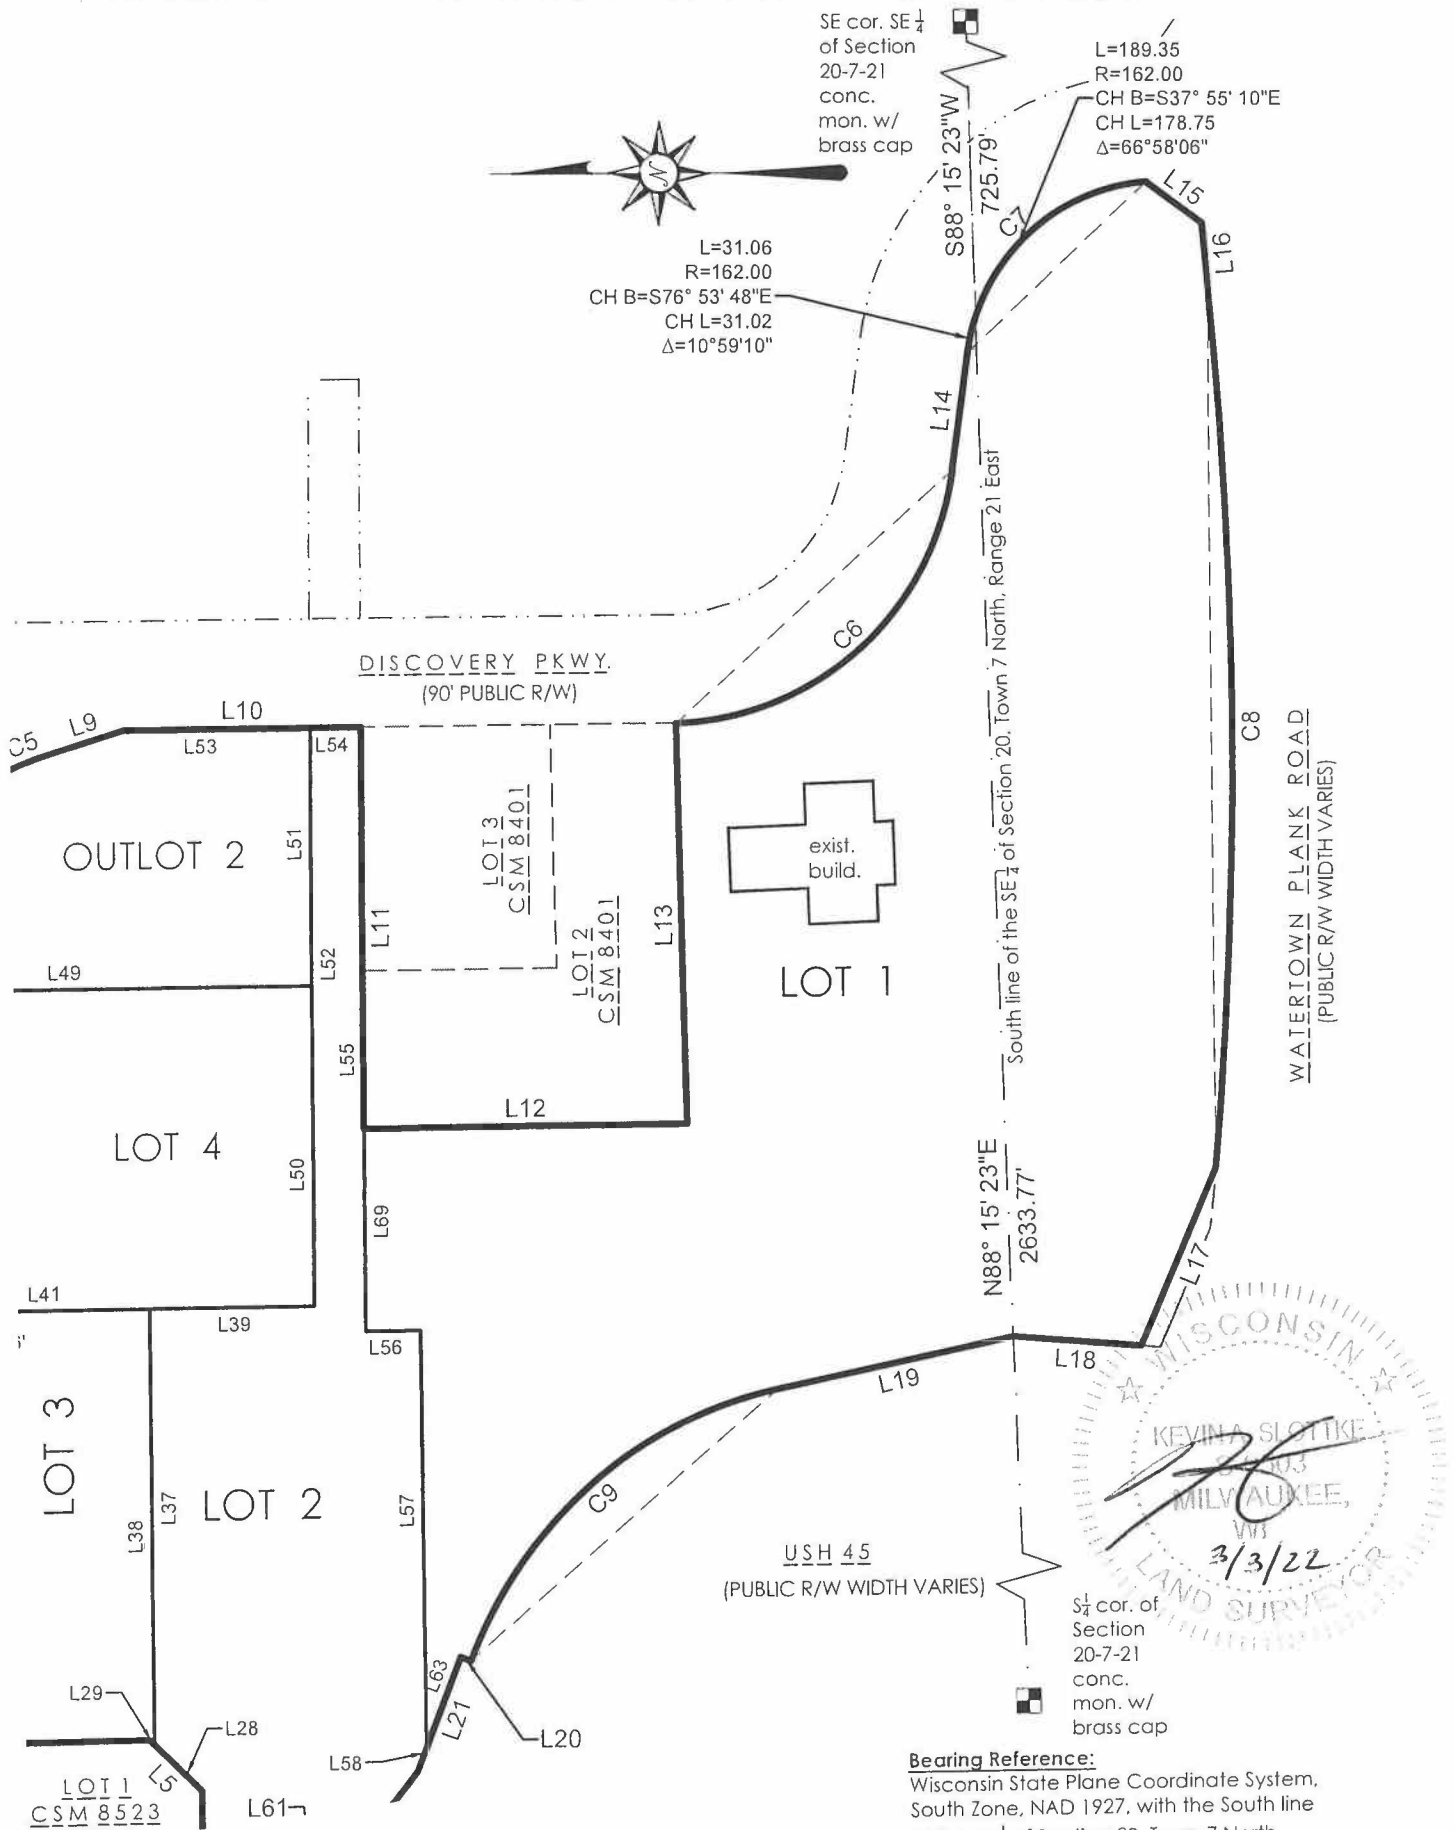 SE cor. SE 1/4
of Section
20-7-21
conc.
mon. w/
brass cap
S88° 15' 23"W
725.79'
L=189.35
R=162.00
CH B=S37° 55' 10"E
CH L=178.75
Δ=66°58'06"
N
L=31.06
R=162.00
CH B=S76° 53' 48"E
CH L=31.02
Δ=10°59'10"
C7
L15
L16
L14
C6
South line of the SE 1/4 of Section 20, Town 7 North, Range 21 East
DISCOVERY PKWY.
(90' PUBLIC R/W)
C5
L9
L10
L53
L54
OUTLOT 2
L51
L52
L11
L49
LOT 3
CSM 8401
LOT 2
CSM 8401
L13
exist.
build.
LOT 1
C8
WATERTOWN PLANK ROAD
(PUBLIC R/W WIDTH VARIES)
L55
L12
LOT 4
L50
L69
N88° 15' 23"E
2633.77'
L17
L41
L39
L56
L18
L19
LOT 3
L38
L37
LOT 2
L57
C9
USH 45
(PUBLIC R/W WIDTH VARIES)
WISCONSIN
KEVIN A. SLOTTKE
MILWAUKEE,
WI
3/3/22
LAND SURVEYOR
S 1/4 cor. of
Section
20-7-21
conc.
mon. w/
brass cap
L63
L21
L20
L29
L28
L58
L5
LOT 1
CSM 8523
L61
Bearing Reference:
Wisconsin State Plane Coordinate System,
South Zone, NAD 1927, with the South line